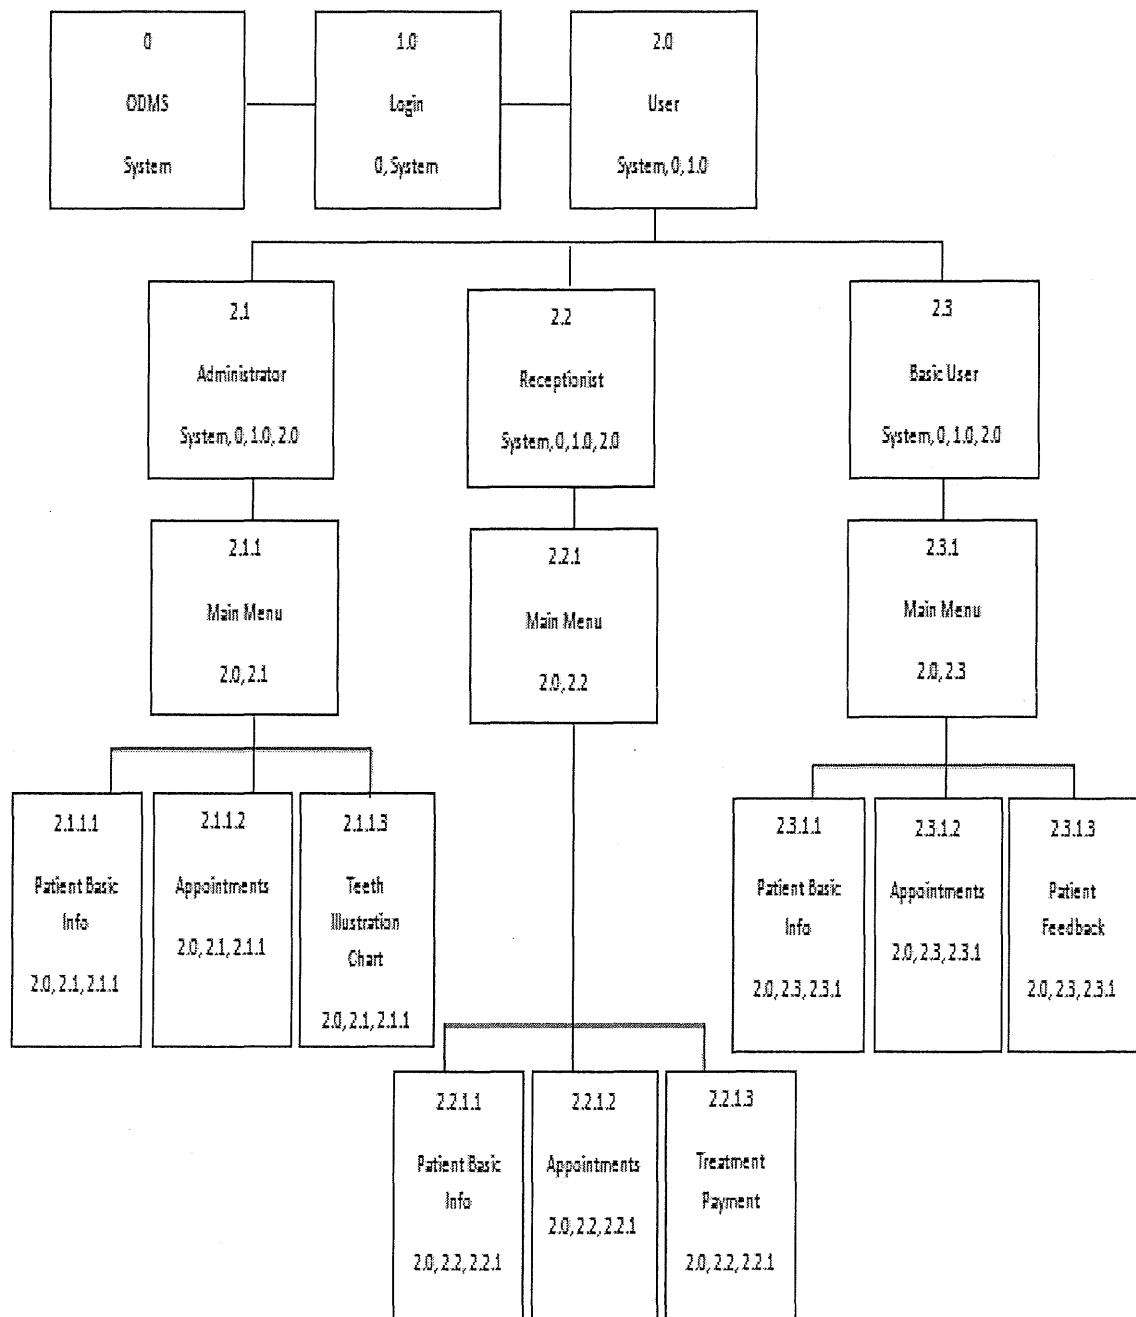 0
ODMS
System
1.0
Login
0, System
2.0
User
System, 0, 1.0
2.1
Administrator
System, 0, 1.0, 2.0
2.2
Receptionist
System, 0, 1.0, 2.0
2.3
Basic User
System, 0, 1.0, 2.0
2.1.1
Main Menu
2.0, 2.1
2.2.1
Main Menu
2.0, 2.2
2.3.1
Main Menu
2.0, 2.3
2.1.1.1
Patient Basic
Info
2.0, 2.1, 2.1.1
2.1.1.2
Appointments
2.0, 2.1, 2.1.1
2.1.1.3
Teeth
Illustration
Chart
2.0, 2.1, 2.1.1
2.3.1.1
Patient Basic
Info
2.0, 2.3, 2.3.1
2.3.1.2
Appointments
2.0, 2.3, 2.3.1
2.3.1.3
Patient
Feedback
2.0, 2.3, 2.3.1
2.2.1.1
Patient Basic
Info
2.0, 2.2, 2.2.1
2.2.1.2
Appointments
2.0, 2.2, 2.2.1
2.2.1.3
Treatment
Payment
2.0, 2.2, 2.2.1